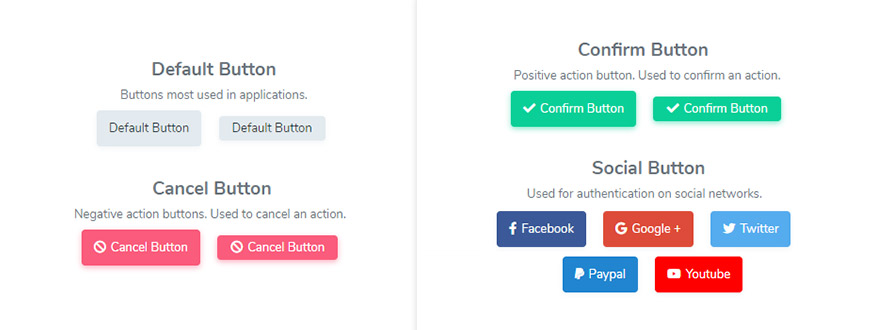 Default Button
Buttons most used in applications.
Default Button Default Button
Cancel Button
Negative action buttons. Used to cancel an action.
Cancel Button Cancel Button
Confirm Button
Positive action button. Used to confirm an action.
Confirm Button Confirm Button
Social Button
Used for authentication on social networks.
Facebook Google + Twitter
Paypal Youtube